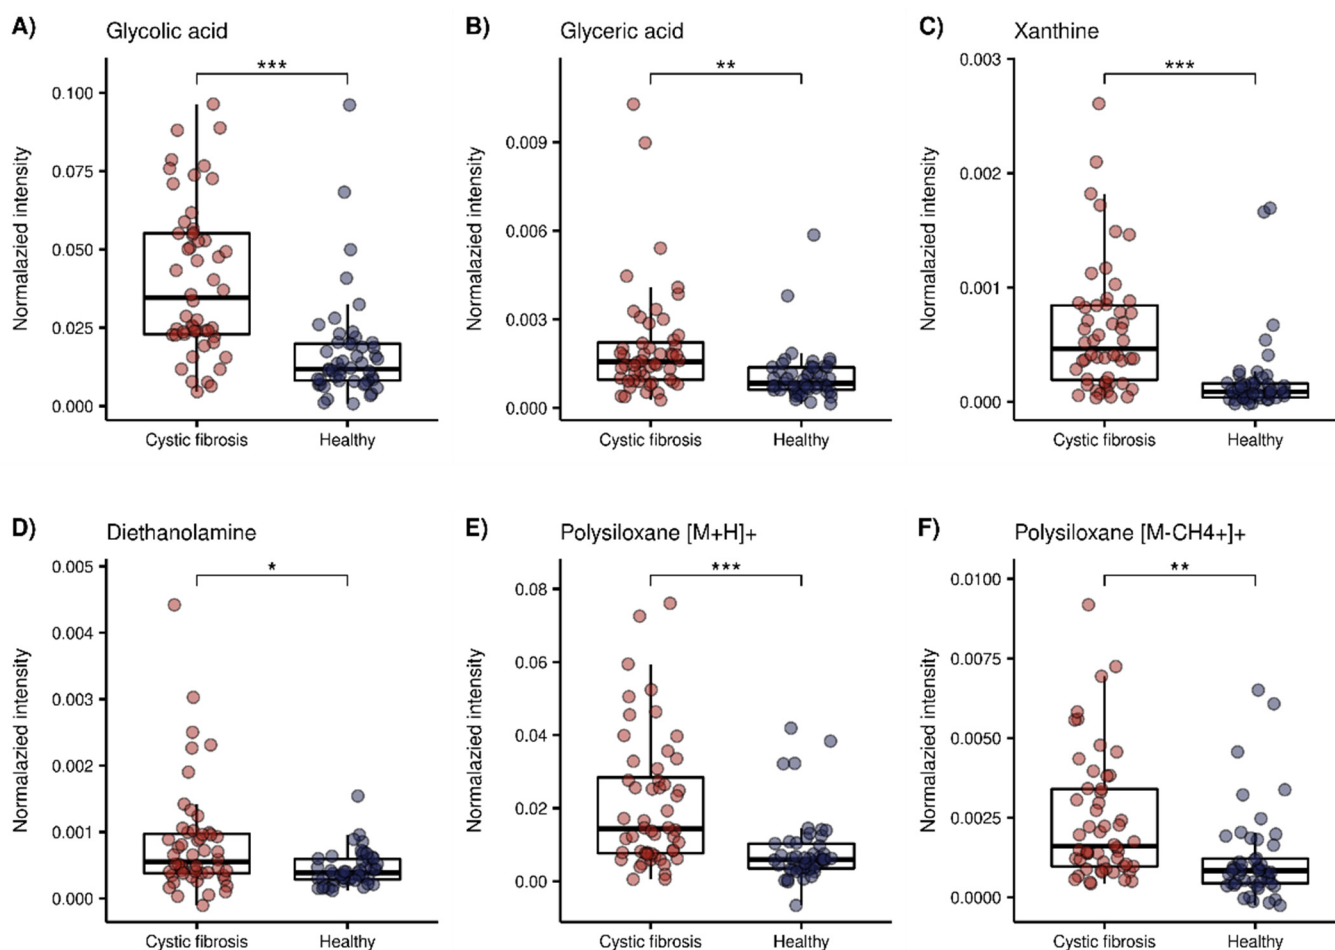 A) Glycolic acid
***
Normalazied intensity
0.100
0.075
0.050
0.025
0.000
Cystic fibrosis Healthy
B) Glyceric acid
**
Normalazied intensity
0.009
0.006
0.003
0.000
Cystic fibrosis Healthy
C) Xanthine
***
Normalazied intensity
0.003
0.002
0.001
0.000
Cystic fibrosis Healthy
D) Diethanolamine
*
Normalazied intensity
0.005
0.004
0.003
0.002
0.001
0.000
Cystic fibrosis Healthy
E) Polysiloxane [M+H]+
***
Normalazied intensity
0.08
0.06
0.04
0.02
0.00
Cystic fibrosis Healthy
F) Polysiloxane [M-CH4+]+
**
Normalazied intensity
0.0100
0.0075
0.0050
0.0025
0.0000
Cystic fibrosis Healthy